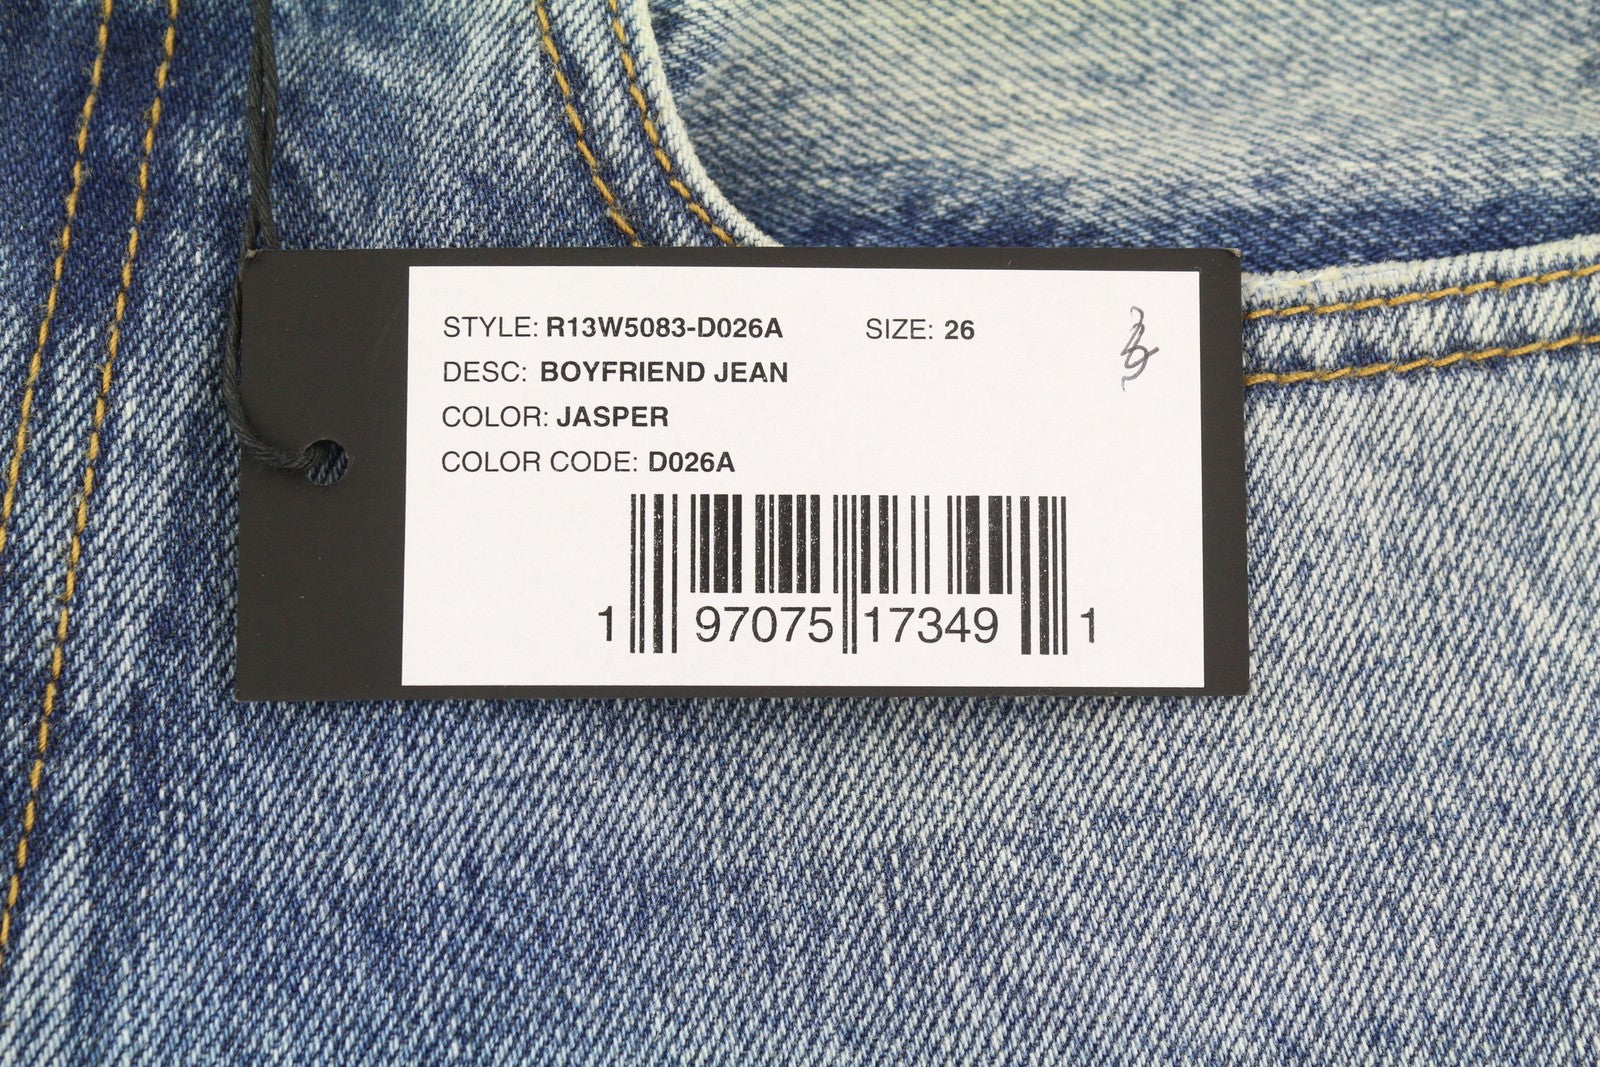 STYLE: R13W5083-D026A SIZE: 26
DESC: BOYFRIEND JEAN
COLOR: JASPER
COLOR CODE: D026A
1 97075 17349 1